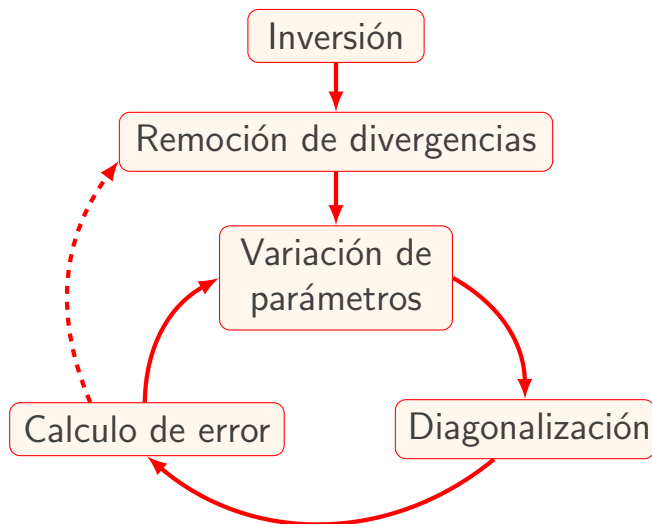 Inversión
Remoción de divergencias
Variación de
parámetros
Calculo de error
Diagonalización